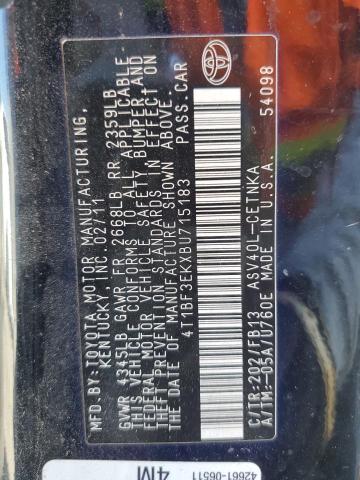 MFD.BY:TOYOTA MOTOR MANUFACTURING,
KENTUCKY, INC.02/11
GVWR 4345LB GAWR FR 2668LB RR 2359LB
THIS VEHICLE CONFORMS TO ALL APPLICABLE
FEDERAL MOTOR VEHICLE SAFETY BUMPER,AND
THEFT PREVENTION STANDARDS IN EFFECT ON
THE DATE OF MANUFACTURE SHOWN ABOVE.
4T1BF3EKXBU715183 PASS.CAR
TOYOTA
C/TR:202/FB13 ASV40L-CETNKA
A/TM:-05A/U760E MADE IN U.S.A. 54098
4M
42661-06511